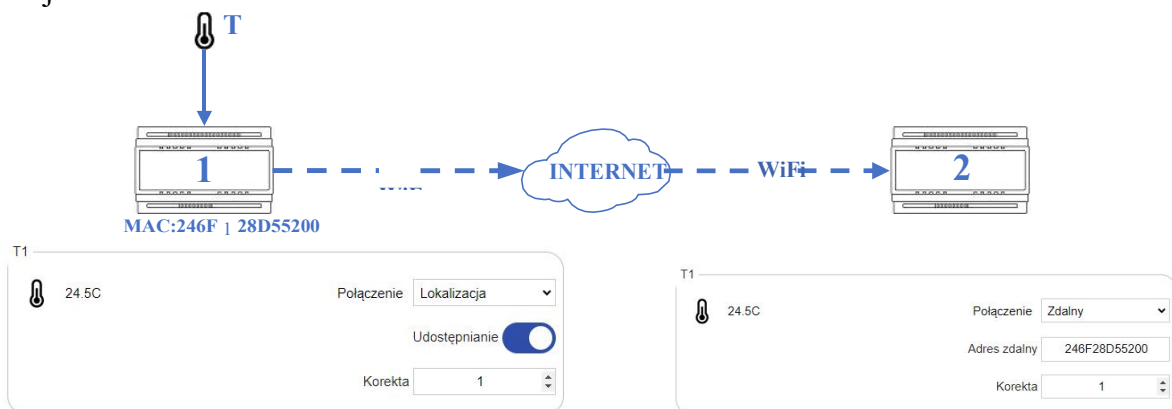 T
1
INTERNET
WiFi
2
MAC:246F 1 28D55200
T1
24.5C
Połączenie Lokalizacja
Udostępnianie
Korekta 1
T1
24.5C
Połączenie Zdalny
Adres zdalny 246F28D55200
Korekta 1